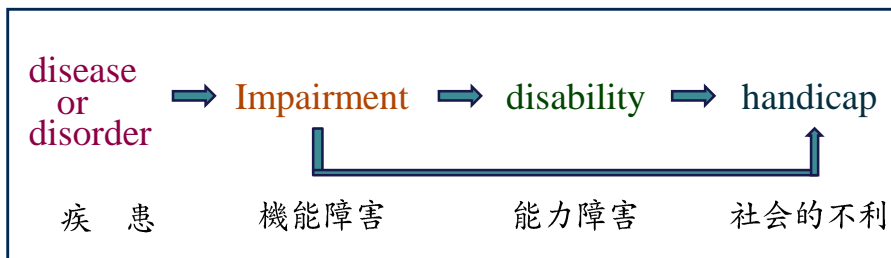 disease
or
disorder
Impairment
disability
handicap
疾　患
機能障害
能力障害
社会的不利